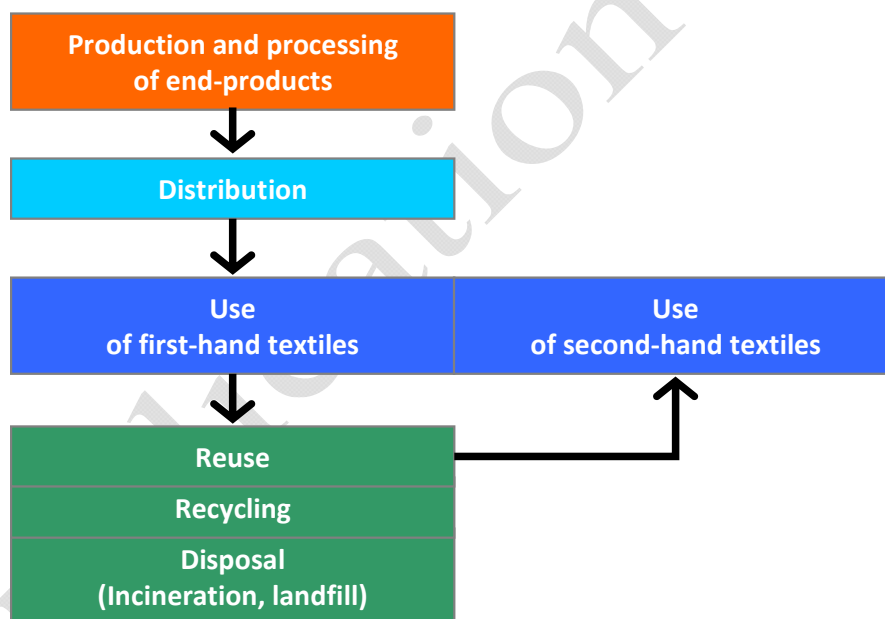 Production and processing
of end-products
Distribution
Use
of first-hand textiles
Use
of second-hand textiles
Reuse
Recycling
Disposal
(Incineration, landfill)